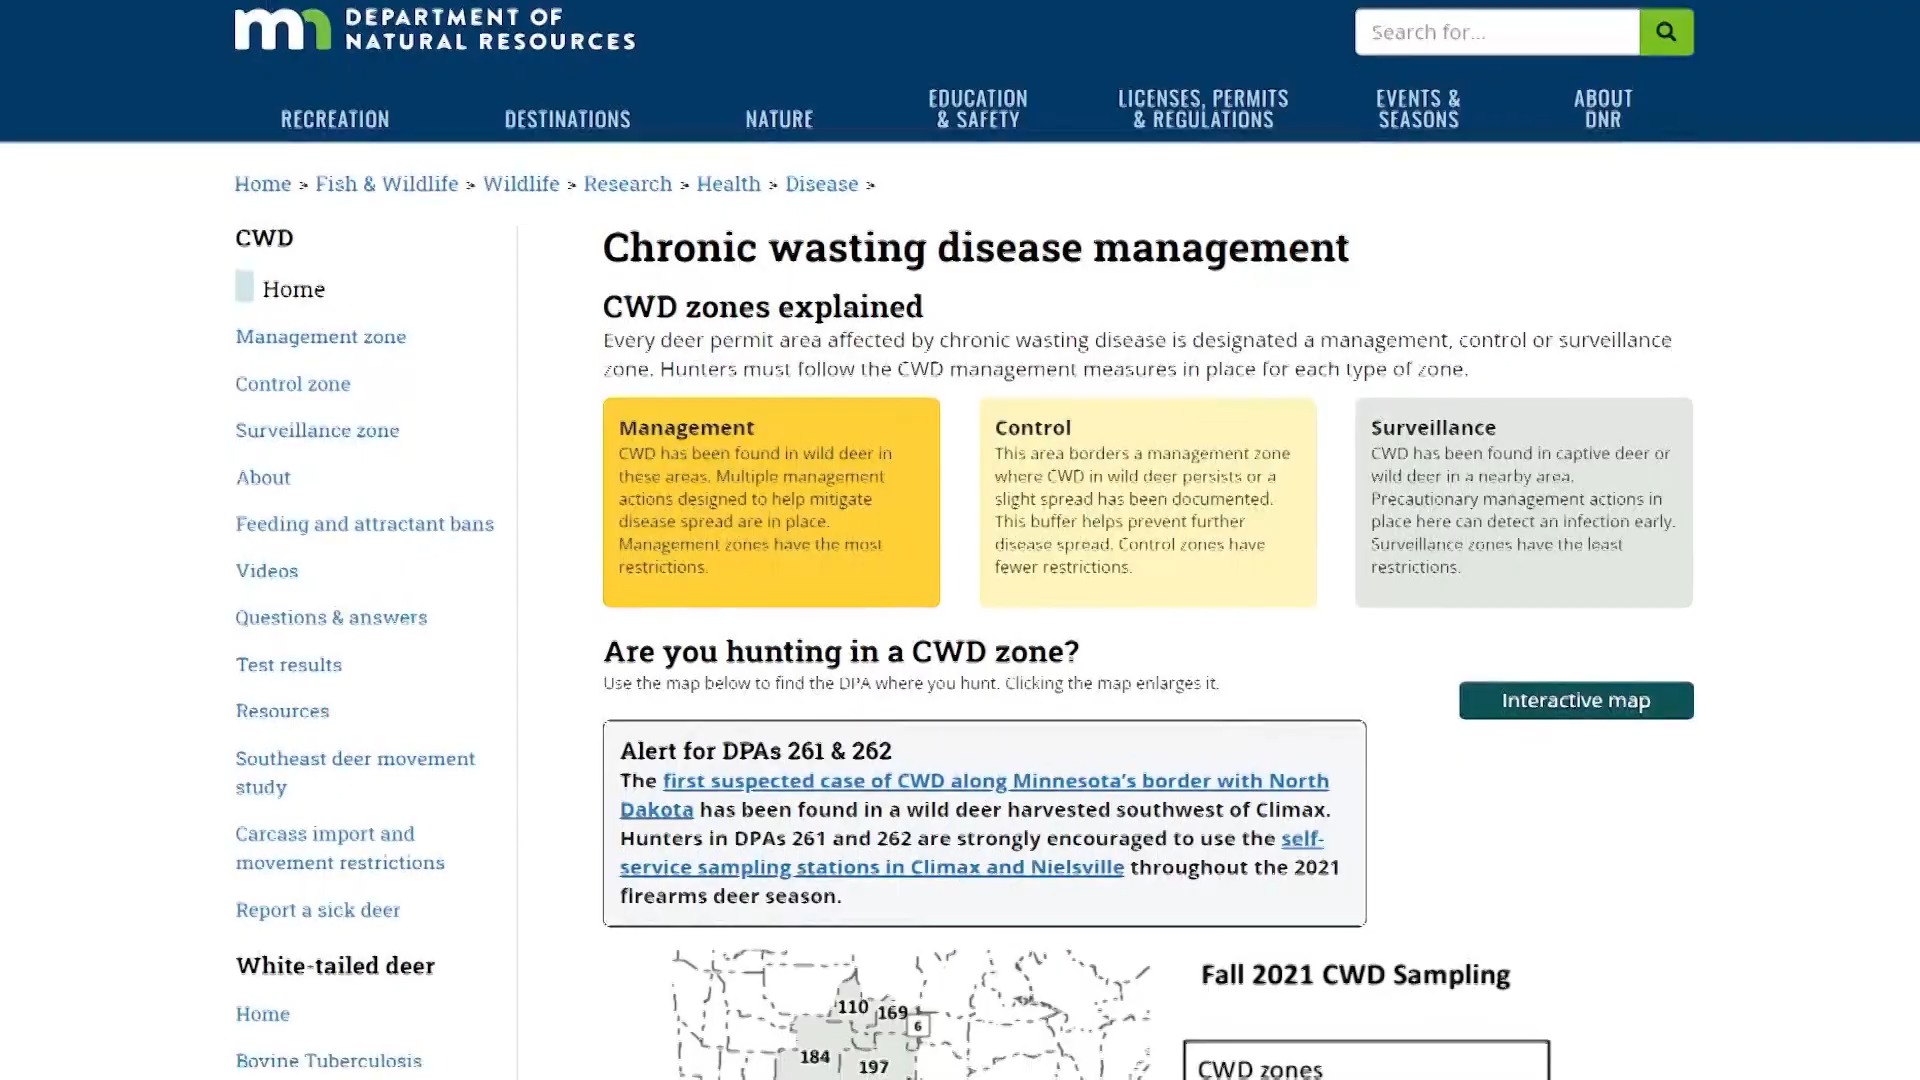 mn DEPARTMENT OF
NATURAL RESOURCES
Search for...
RECREATION
DESTINATIONS
NATURE
EDUCATION
& SAFETY
LICENSES, PERMITS
& REGULATIONS
EVENTS &
SEASONS
ABOUT
DNR
Home > Fish & Wildlife > Wildlife > Research > Health > Disease >
CWD
Home
Management zone
Control zone
Surveillance zone
About
Feeding and attractant bans
Videos
Questions & answers
Test results
Resources
Southeast deer movement
study
Carcass import and
movement restrictions
Report a sick deer
White-tailed deer
Home
Bovine Tuberculosis
Chronic wasting disease management
CWD zones explained
Every deer permit area affected by chronic wasting disease is designated a management, control or surveillance
zone. Hunters must follow the CWD management measures in place for each type of zone.
Management
CWD has been found in wild deer in
these areas. Multiple management
actions designed to help mitigate
disease spread are in place.
Management zones have the most
restrictions.
Control
This area borders a management zone
where CWD in wild deer persists or a
slight spread has been documented.
This buffer helps prevent further
disease spread. Control zones have
fewer restrictions.
Surveillance
CWD has been found in captive deer or
wild deer in a nearby area.
Precautionary management actions in
place here can detect an infection early.
Surveillance zones have the least
restrictions.
Are you hunting in a CWD zone?
Use the map below to find the DPA where you hunt. Clicking the map enlarges it.
Interactive map
Alert for DPAs 261 & 262
The first suspected case of CWD along Minnesota's border with North
Dakota has been found in a wild deer harvested southwest of Climax.
Hunters in DPAs 261 and 262 are strongly encouraged to use the self-
service sampling stations in Climax and Nielsville throughout the 2021
firearms deer season.
110
169
6
184
197
Fall 2021 CWD Sampling
CWD zones